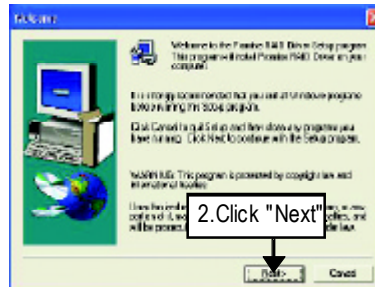 Welcome
Welcome to the Promise RAID Driver Setup program.
This program will install Promise RAID Driver on your
computer.
It is strongly recommended that you exit all Windows programs
before running this Setup program.
Click Cancel to quit Setup and then close any programs you
have running. Click Next to continue with the Setup program.
WARNING: This program is protected by copyright law and
international treaties.
2.Click "Next"
will be
law.
Next>
Cancel